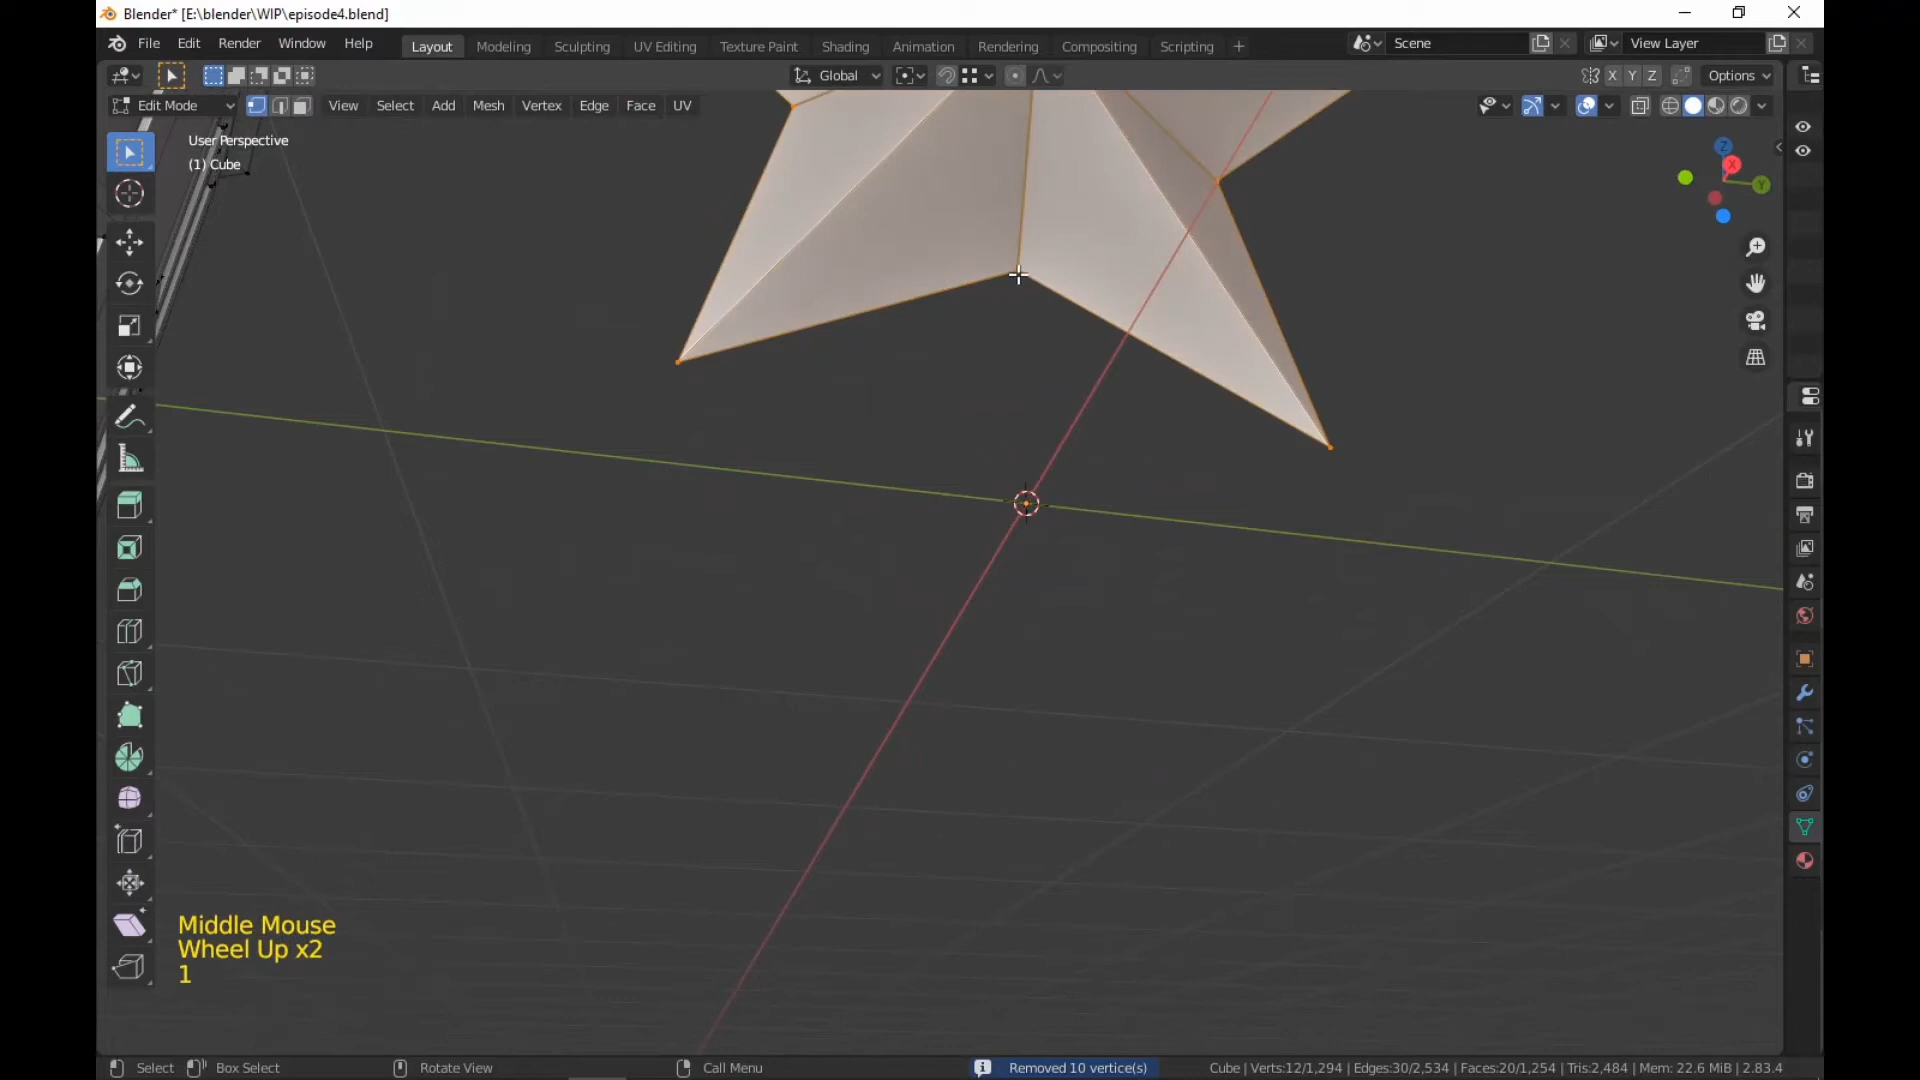 Blender* [E:\blender\WIP\episode4.blend]
File Edit Render Window Help Layout Modeling Sculpting UV Editing Texture Paint Shading Animation Rendering Compositing Scripting + Scene View Layer
Global X Y Z Options
Edit Mode View Select Add Mesh Vertex Edge Face UV
User Perspective
(1) Cube
Z
X
Y
Middle Mouse
Wheel Up x2
1
Select Box Select Rotate View Call Menu Removed 10 vertice(s) Cube | Verts:12/1,294 | Edges:30/2,534 | Faces:20/1,254 | Tris:2,484 | Mem: 22.6 MiB | 2.83.4